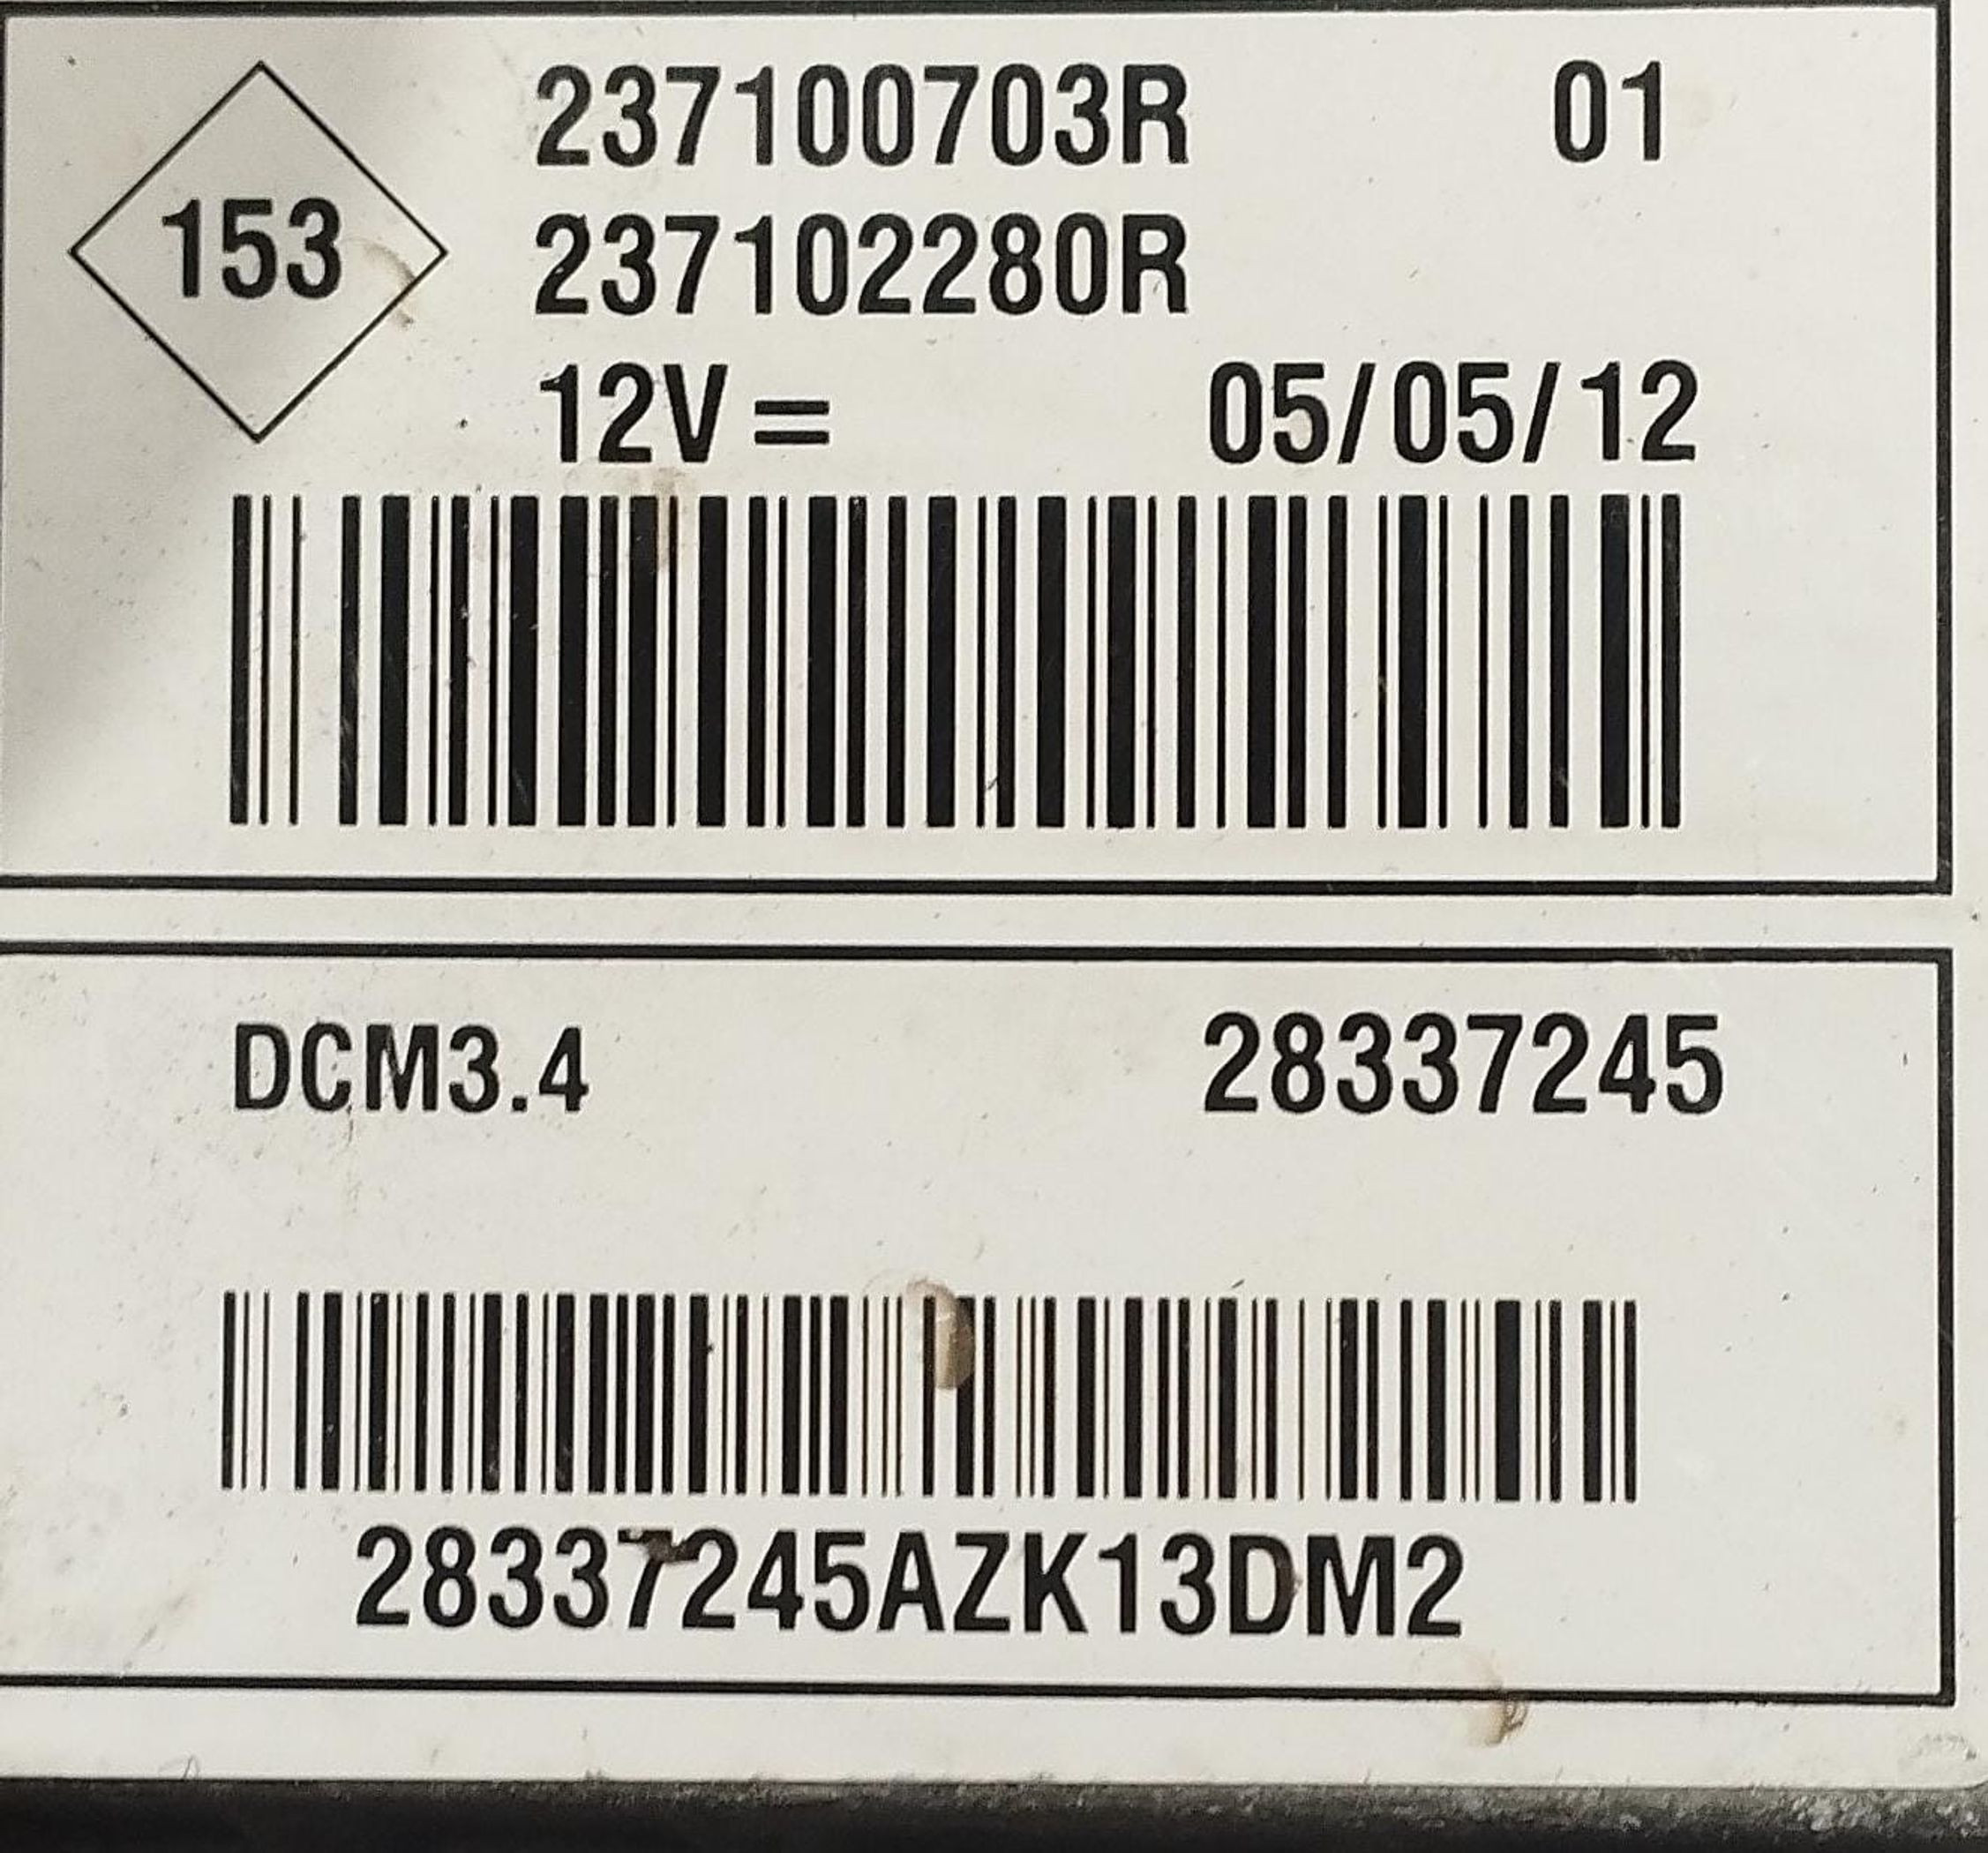 237100703R 01
153
237102280R
12V= 05/05/12
DCM3.4 28337245
28337245AZK13DM2